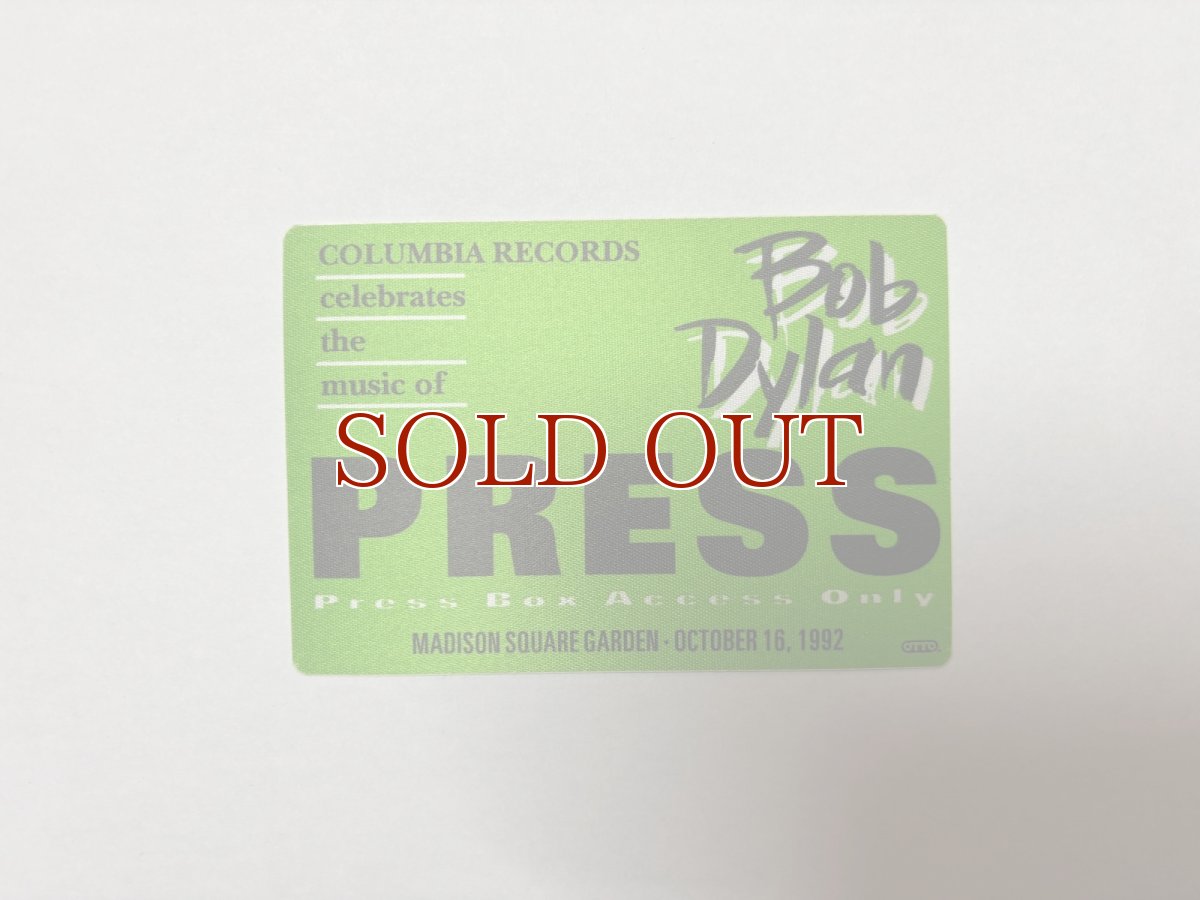 COLUMBIA RECORDS
celebrates
the
music of
Bob
Dylan
SOLD OUT
PRESS
Press Box Access Only
MADISON SQUARE GARDEN · OCTOBER 16, 1992
OTTO